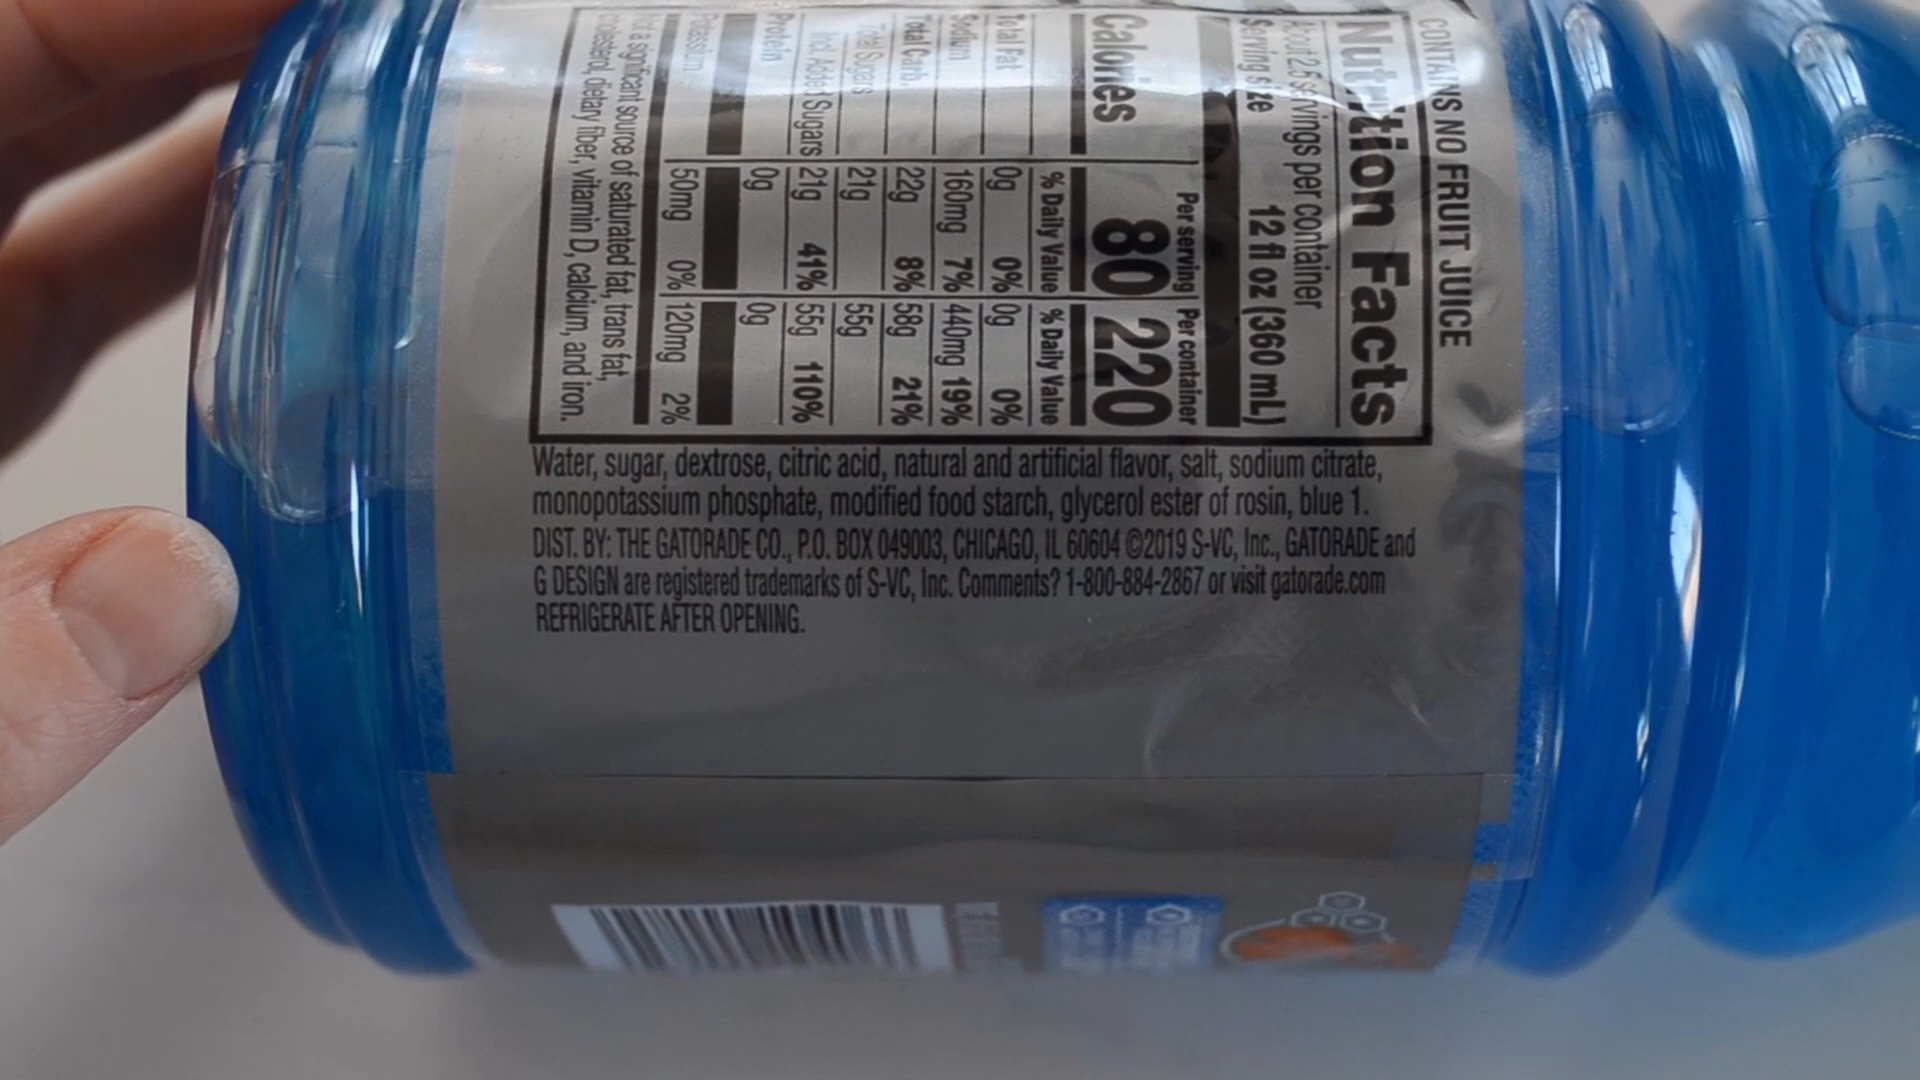 CONTAINS NO FRUIT JUICE
Nutrition Facts
About 2.5 servings per container
Serving size 12 fl oz (360 mL)
Per serving Per container
Calories 80 220
% Daily Value % Daily Value
Total Fat 0g 0% 0g 0%
Sodium 160mg 7% 440mg 19%
Total Carb. 22g 8% 58g 21%
Total Sugars 21g 55g
Incl. Added Sugars 21g 41% 55g 110%
Protein 0g 0g
Potassium 50mg 0% 120mg 2%
Not a significant source of saturated fat, trans fat,
cholesterol, dietary fiber, vitamin D, calcium, and iron.
Water, sugar, dextrose, citric acid, natural and artificial flavor, salt, sodium citrate,
monopotassium phosphate, modified food starch, glycerol ester of rosin, blue 1.
DIST. BY: THE GATORADE CO., P.O. BOX 049003, CHICAGO, IL 60604 ©2019 S-VC, Inc., GATORADE and
G DESIGN are registered trademarks of S-VC, Inc. Comments? 1-800-884-2867 or visit gatorade.com
REFRIGERATE AFTER OPENING.